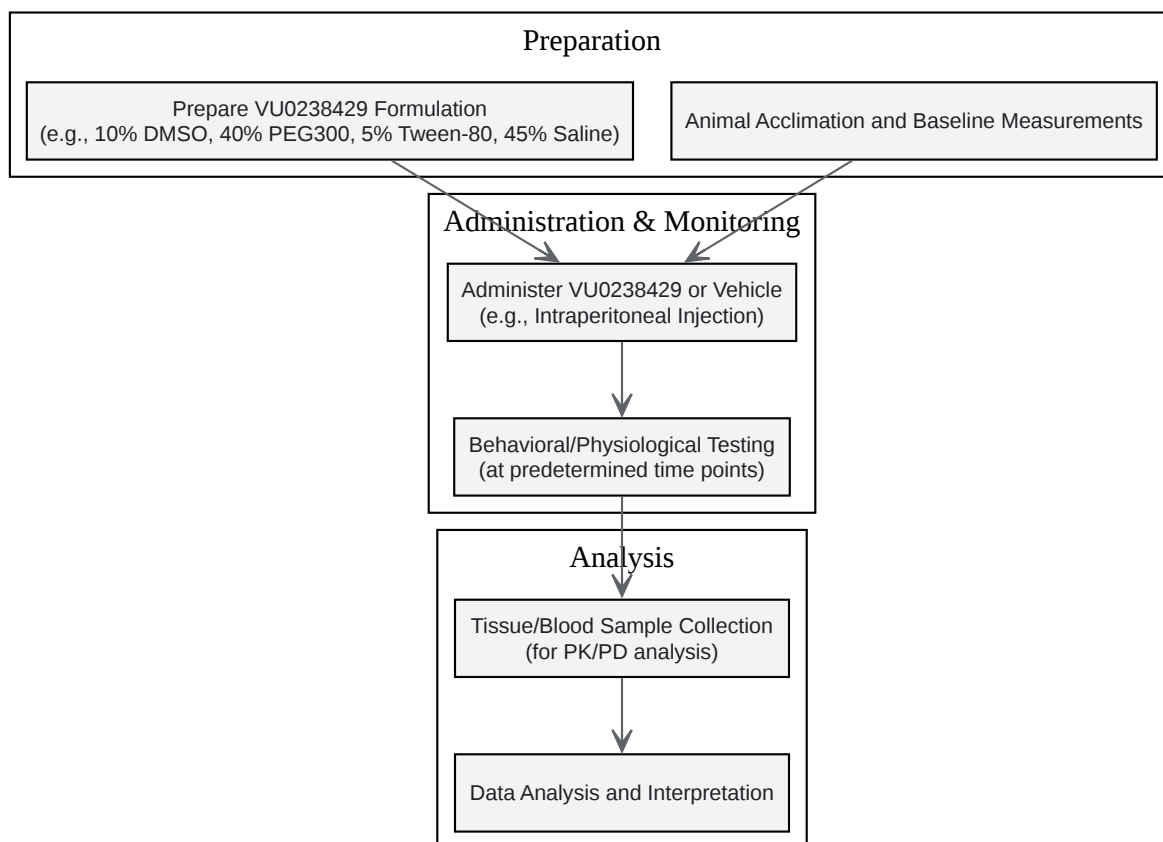 Preparation
Prepare VU0238429 Formulation
(e.g., 10% DMSO, 40% PEG300, 5% Tween-80, 45% Saline)
Animal Acclimation and Baseline Measurements
Administration & Monitoring
Administer VU0238429 or Vehicle
(e.g., Intraperitoneal Injection)
Behavioral/Physiological Testing
(at predetermined time points)
Analysis
Tissue/Blood Sample Collection
(for PK/PD analysis)
Data Analysis and Interpretation